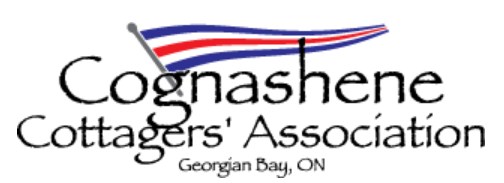 Cognashene
Cottagers' Association
Georgian Bay, ON